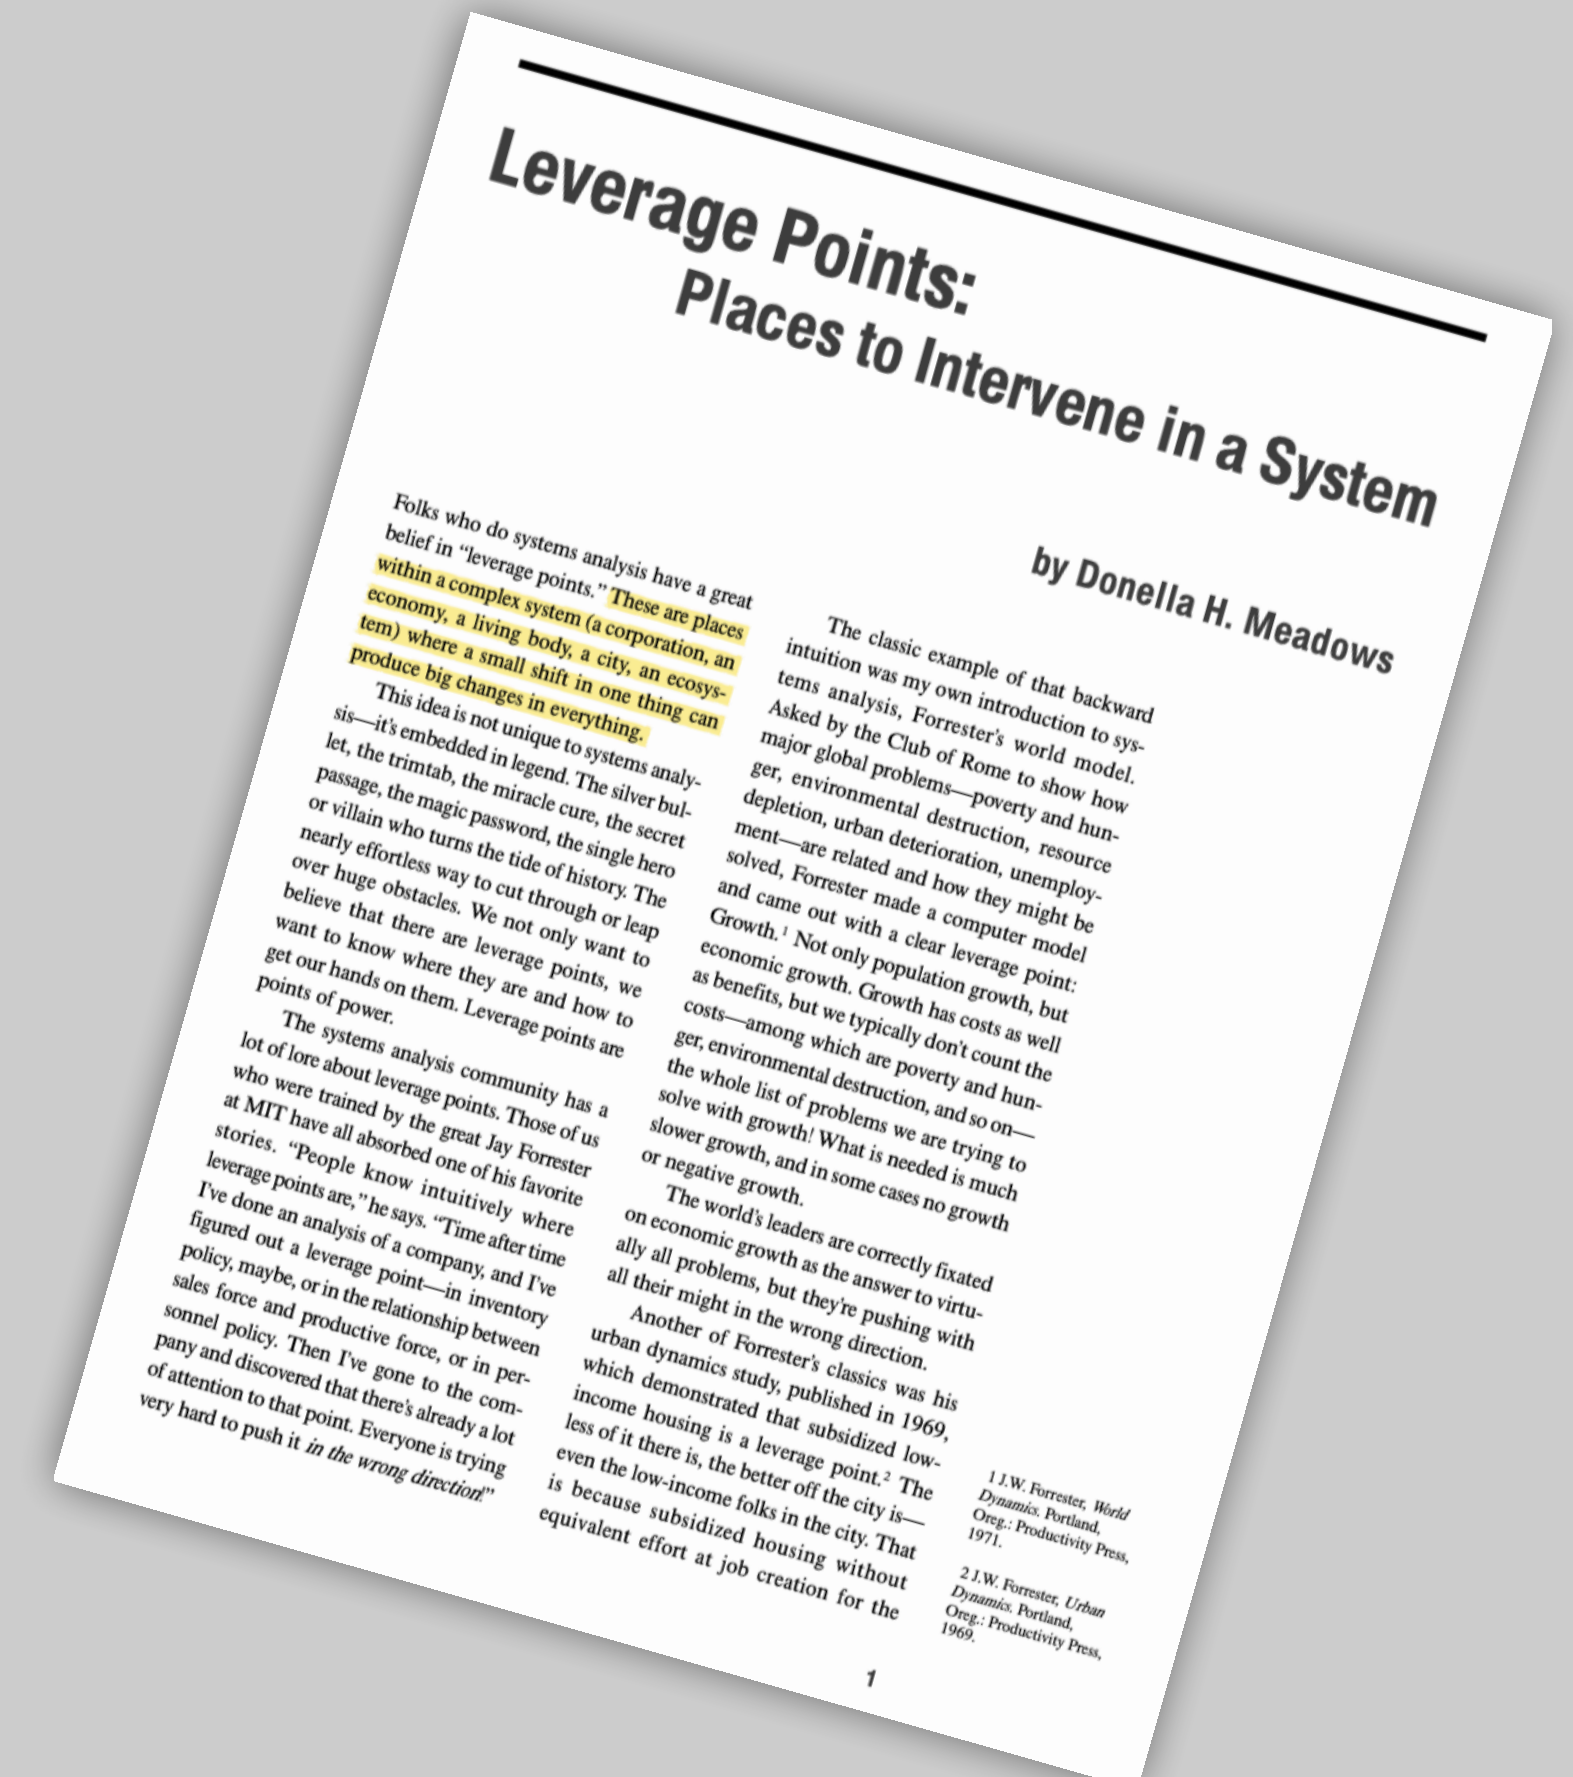 Leverage Points:
Places to Intervene in a System
by Donella H. Meadows
Folks who do systems analysis have a great
belief in “leverage points.” These are places
within a complex system (a corporation, an
economy, a living body, a city, an ecosys-
tem) where a small shift in one thing can
produce big changes in everything.
This idea is not unique to systems analy-
sis—it’s embedded in legend. The silver bul-
let, the trimtab, the miracle cure, the secret
passage, the magic password, the single hero
or villain who turns the tide of history. The
nearly effortless way to cut through or leap
over huge obstacles. We not only want to
believe that there are leverage points, we
want to know where they are and how to
get our hands on them. Leverage points are
points of power.
The systems analysis community has a
lot of lore about leverage points. Those of us
who were trained by the great Jay Forrester
at MIT have all absorbed one of his favorite
stories. “People know intuitively where
leverage points are,” he says. “Time after time
I’ve done an analysis of a company, and I’ve
figured out a leverage point—in inventory
policy, maybe, or in the relationship between
sales force and productive force, or in per-
sonnel policy. Then I’ve gone to the com-
pany and discovered that there’s already a lot
of attention to that point. Everyone is trying
very hard to push it in the wrong direction!”
The classic example of that backward
intuition was my own introduction to sys-
tems analysis, Forrester’s world model.
Asked by the Club of Rome to show how
major global problems—poverty and hun-
ger, environmental destruction, resource
depletion, urban deterioration, unemploy-
ment—are related and how they might be
solved, Forrester made a computer model
and came out with a clear leverage point:
Growth.1 Not only population growth, but
economic growth. Growth has costs as well
as benefits, but we typically don’t count the
costs—among which are poverty and hun-
ger, environmental destruction, and so on—
the whole list of problems we are trying to
solve with growth! What is needed is much
slower growth, and in some cases no growth
or negative growth.
The world’s leaders are correctly fixated
on economic growth as the answer to virtu-
ally all problems, but they’re pushing with
all their might in the wrong direction.
Another of Forrester’s classics was his
urban dynamics study, published in 1969,
which demonstrated that subsidized low-
income housing is a leverage point.2 The
less of it there is, the better off the city is—
even the low-income folks in the city. That
is because subsidized housing without
equivalent effort at job creation for the
1 J.W. Forrester, World
Dynamics. Portland,
Oreg.: Productivity Press,
1971.
2 J.W. Forrester, Urban
Dynamics. Portland,
Oreg.: Productivity Press,
1969.
1